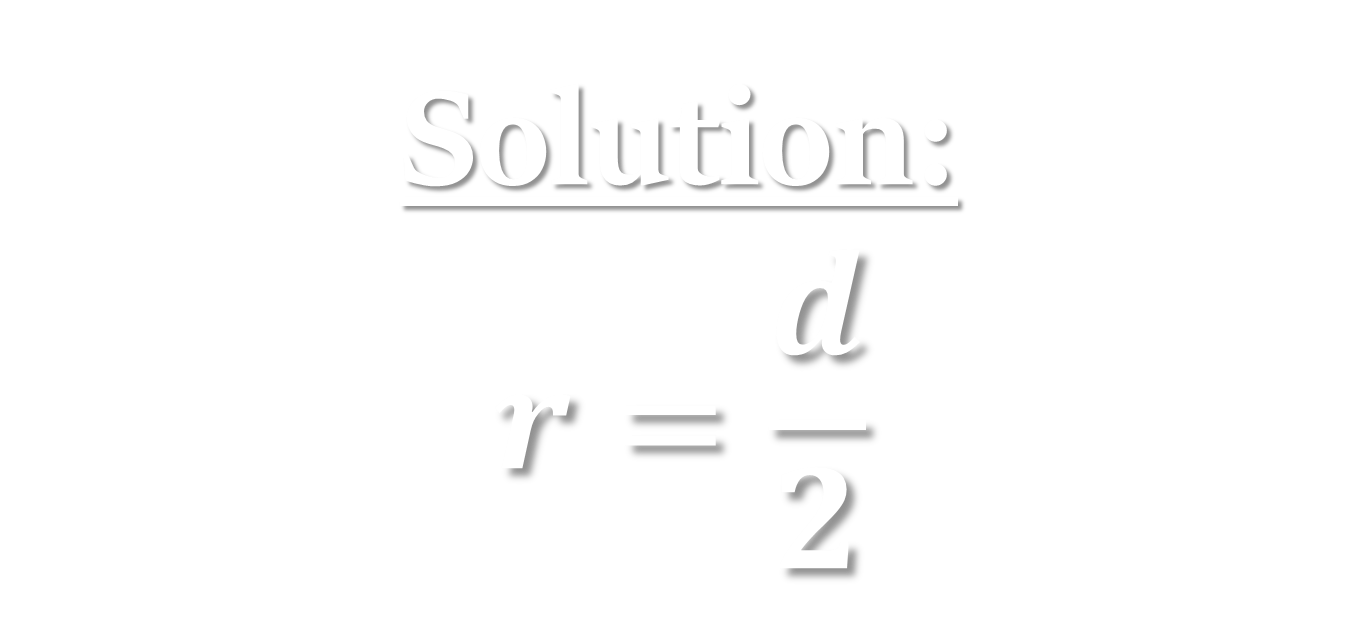 Solution:
r = d/2